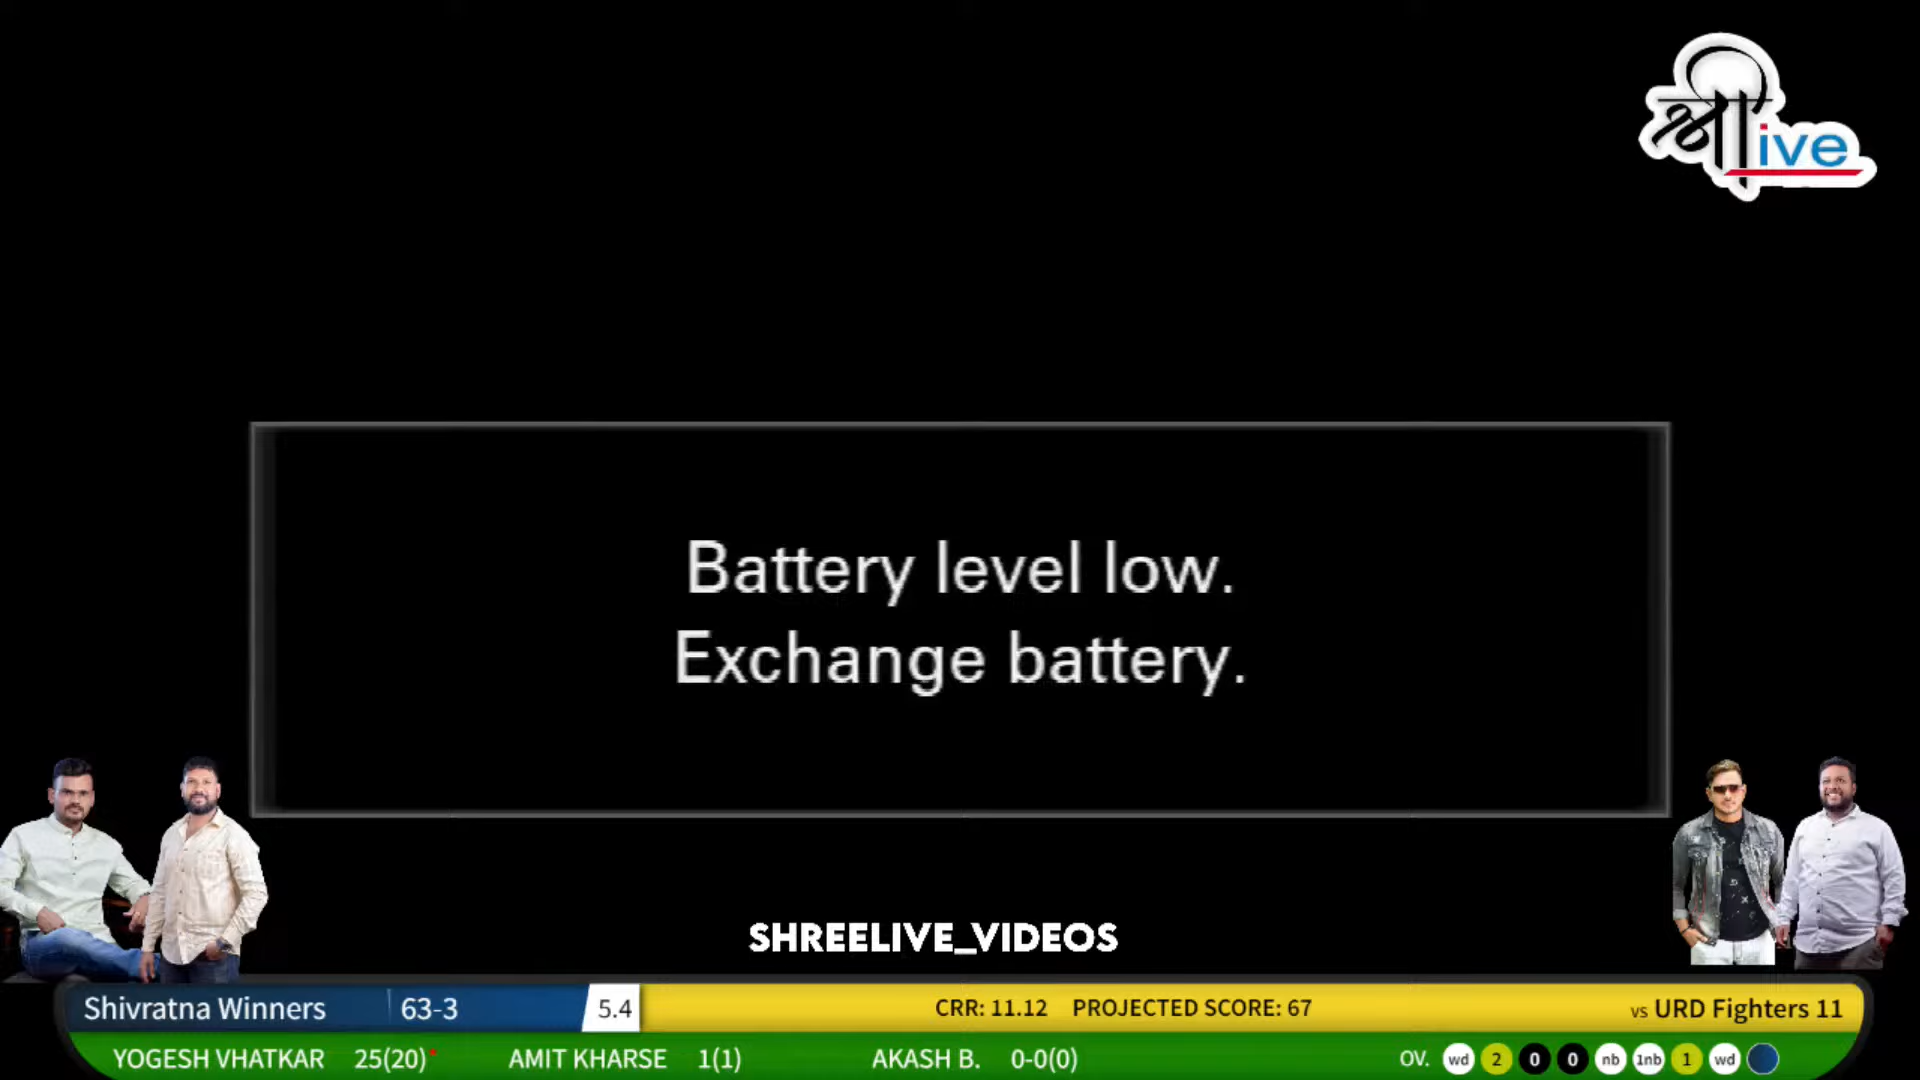 श्रीlive
Battery level low.
Exchange battery.
SHREELIVE_VIDEOS
Shivratna Winners 63-3 5.4 CRR: 11.12 PROJECTED SCORE: 67 vs URD Fighters 11
YOGESH VHATKAR 25(20)* AMIT KHARSE 1(1) AKASH B. 0-0(0) OV. wd 2 0 0 nb 1nb 1 wd